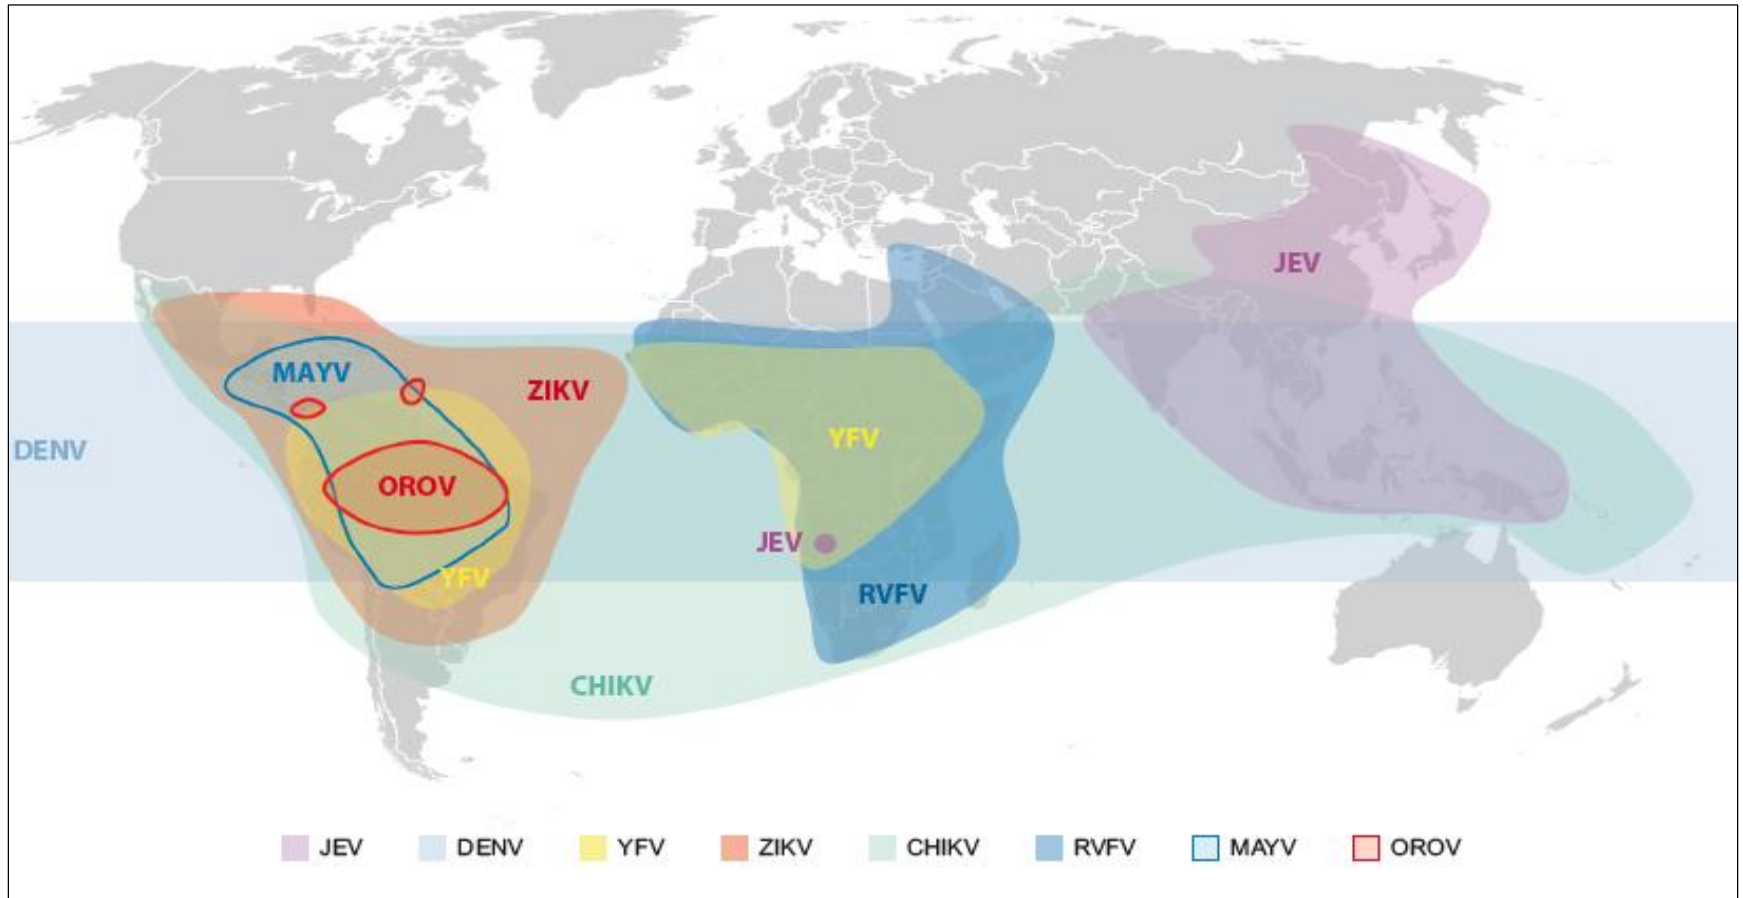 JEV
MAYV
ZIKV
YFV
DENV
OROV
JEV
YFV
RVFV
CHIKV
JEV DENV YFV ZIKV CHIKV RVFV MAYV OROV